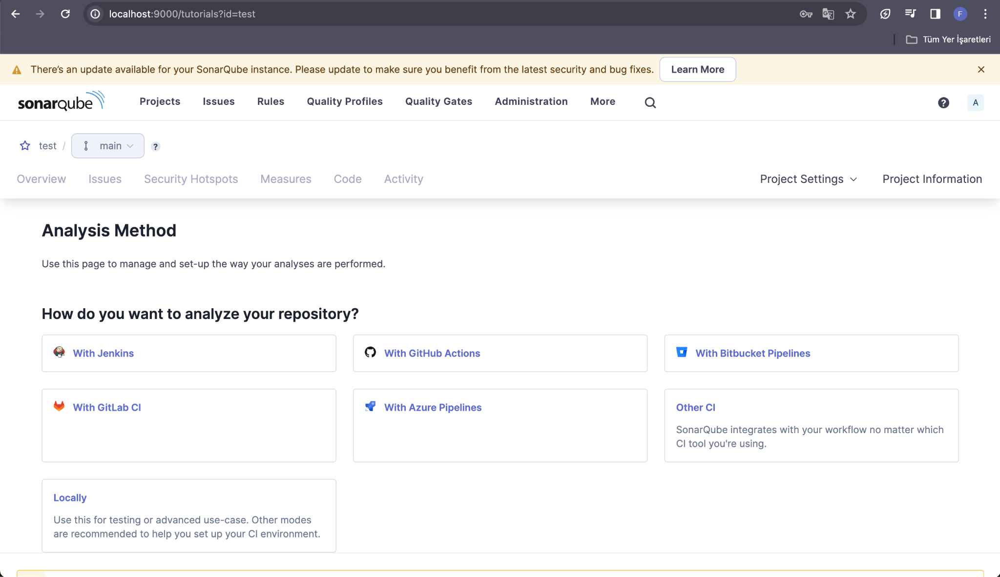 localhost:9000/tutorials?id=test
F
Tüm Yer İşaretleri
There’s an update available for your SonarQube instance. Please update to make sure you benefit from the latest security and bug fixes. Learn More
sonarqube Projects Issues Rules Quality Profiles Quality Gates Administration More ? A
test / main ?
Overview Issues Security Hotspots Measures Code Activity Project Settings Project Information
Analysis Method
Use this page to manage and set-up the way your analyses are performed.
How do you want to analyze your repository?
With Jenkins
With GitHub Actions
With Bitbucket Pipelines
With GitLab CI
With Azure Pipelines
Other CI
SonarQube integrates with your workflow no matter which
CI tool you're using.
Locally
Use this for testing or advanced use-case. Other modes
are recommended to help you set up your CI environment.